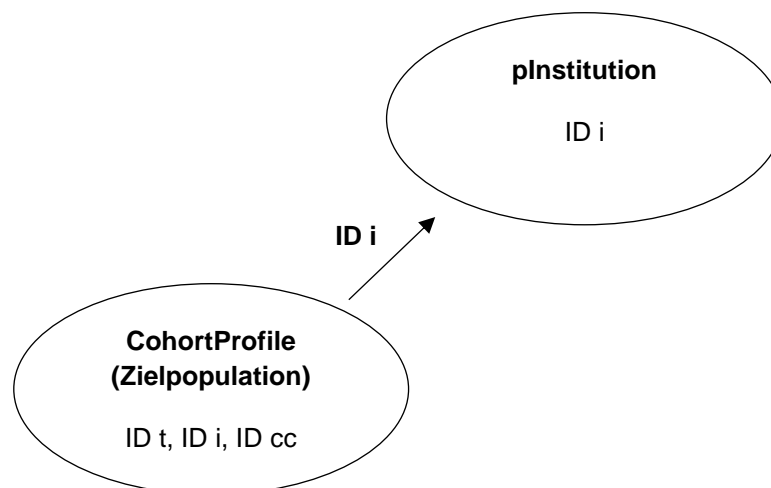 pInstitution
ID i
ID i
CohortProfile
(Zielpopulation)
ID t, ID i, ID cc